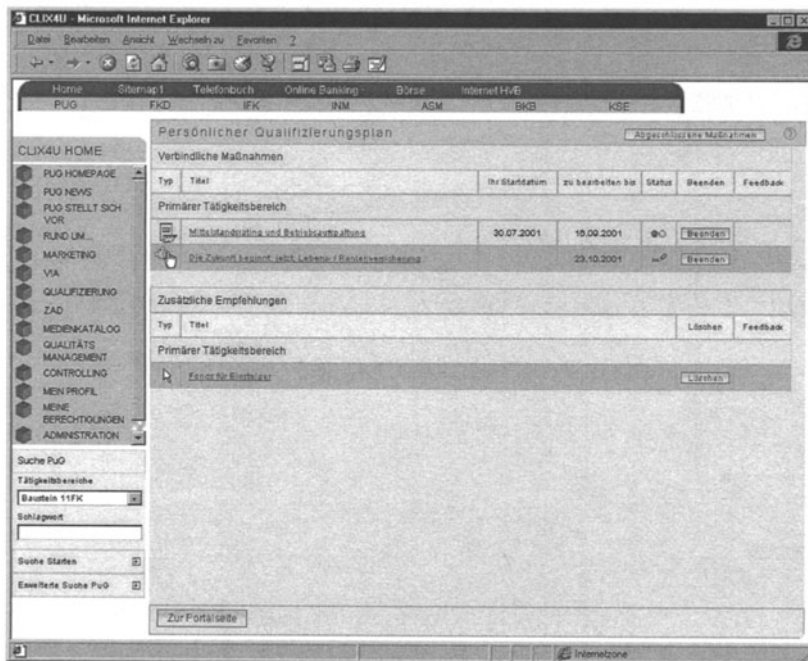 CLIX4U - Microsoft Internet Explorer
Datei Bearbeiten Ansicht Wechseln zu Favoriten ?
Home Sitemap1 Telefonbuch Online Banking Börse Internet HVB
PUG FKD IFK INM ASM BKB KSE
Persönlicher Qualifizierungsplan Abgeschlossene Maßnahmen ?
CLIX4U HOME
PUG HOMEPAGE
PUG NEWS
PUG STELLT SICH
VOR
RUND UM...
MARKETING
VIA
QUALIFIZIERUNG
ZAD
MEDIENKATALOG
QUALITÄTS
MANAGEMENT
CONTROLLING
MEIN PROFIL
MEINE
BERECHTIGUNGEN
ADMINISTRATION
Suche PuG
Tätigkeitsbereiche
Baustein 11FK
Schlagwort
Suche Starten
Erweiterte Suche PuG
Verbindliche Maßnahmen
Typ Titel Ihr Startdatum zu bearbeiten bis Status Beenden Feedback
Primärer Tätigkeitsbereich
Mittelstandsrating und Betriebsaufspaltung 30.07.2001 Beenden
Die Zukunft beginnt jetzt, Lebens- / Rentenversicherung 23.10.2001 Beenden
Zusätzliche Empfehlungen
Typ Titel Löschen Feedback
Primärer Tätigkeitsbereich
Fonds für Einsteiger Löschen
Zur Portalseite
Internetzone